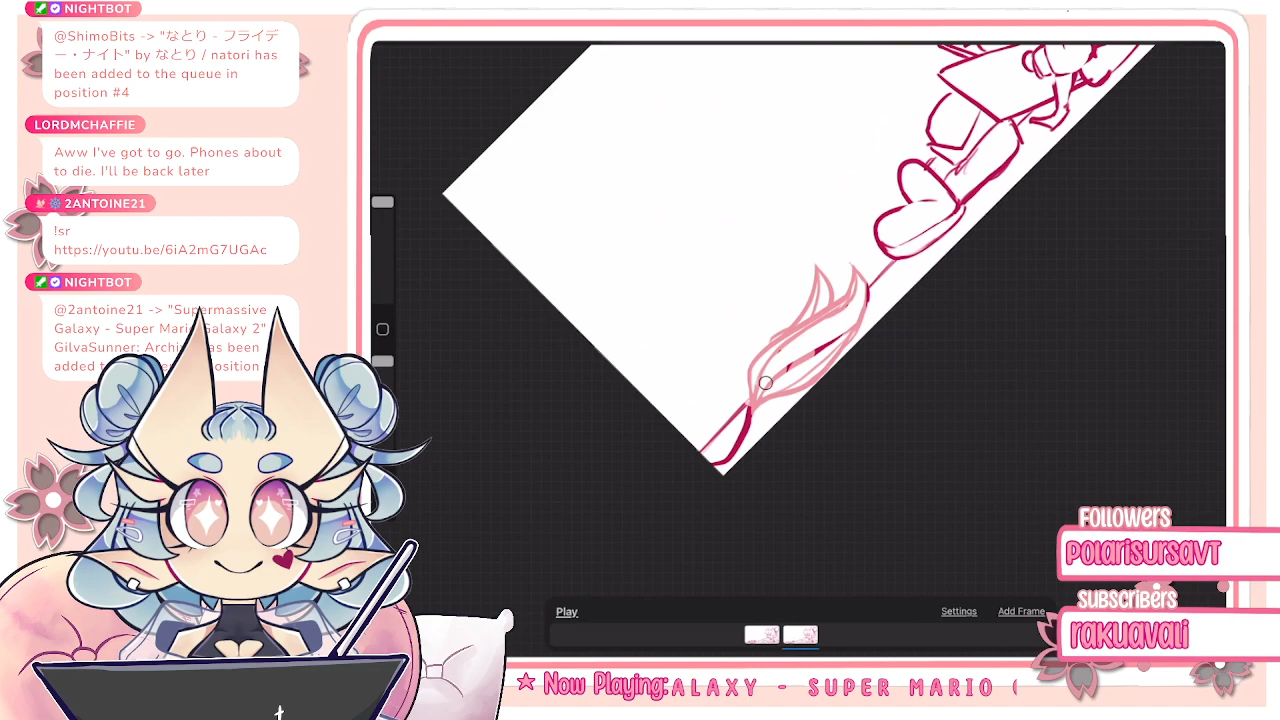 NIGHTBOT
@ShimoBits -> "なとり - フライデ
ー・ナイト" by なとり / natori has
been added to the queue in
position #4
LORDMCHAFFIE
Aww I've got to go. Phones about
to die. I'll be back later
2ANTOINE21
!sr
https://youtu.be/6iA2mG7UGAc
NIGHTBOT
@2antoine21 -> "Supermassive
Galaxy - Super Mario Galaxy 2"
GilvaSunner: Archi as been
added position
Play
Settings
Add Frame
Followers
polarisursavt
subscribers
rakuavali
Now Playing: ALAXY - SUPER MARIO (